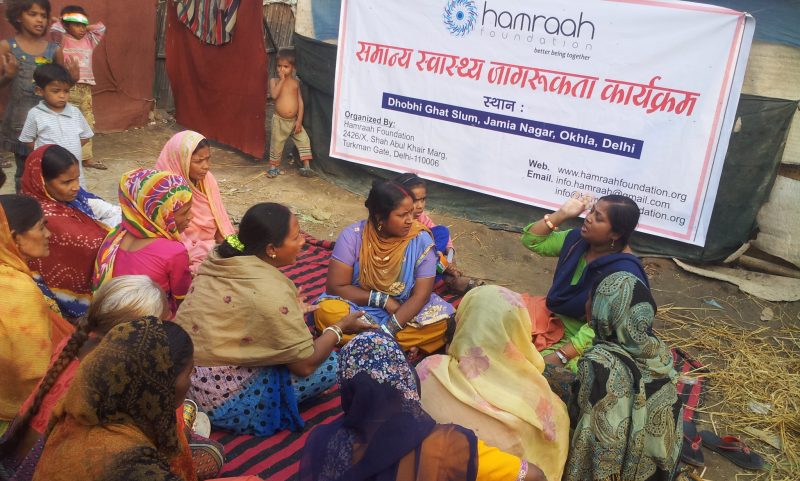 hamraah
foundation
better being together
समान्य स्वास्थ्य जागरूकता कार्यक्रम
स्थान :
Dhobhi Ghat Slum, Jamia Nagar, Okhla, Delhi
Organized By:
Hamraah Foundation
2426/X, Shah Abul Khair Marg,
Turkman Gate, Delhi-110006
Web. www.hamraahfoundation.org
Email. info.hamraah@gmail.com
foundation.org